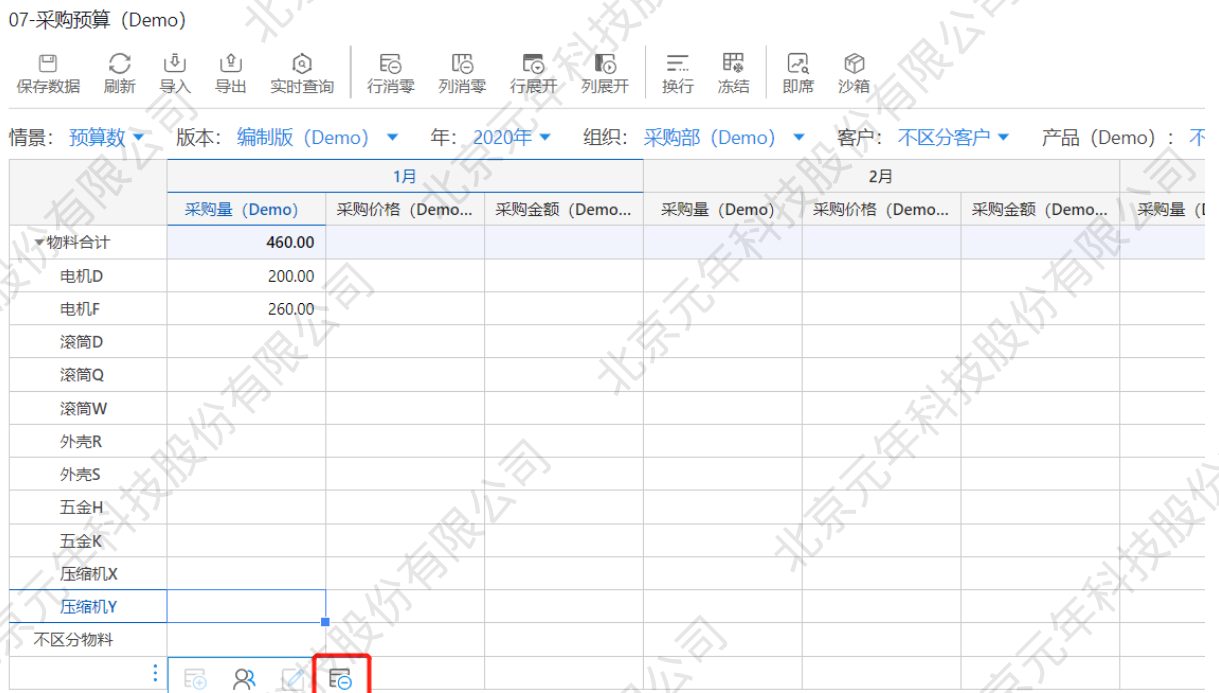 07-采购预算（Demo）
保存数据 刷新 导入 导出 实时查询 行消零 列消零 行展开 列展开 换行 冻结 即席 沙箱
情景： 预算数 版本： 编制版（Demo） 年： 2020年 组织： 采购部（Demo） 客户： 不区分客户 产品（Demo）： 不
1月 2月
采购量（Demo） 采购价格（Demo... 采购金额（Demo... 采购量（Demo） 采购价格（Demo... 采购金额（Demo... 采购量（
物料合计 460.00
电机D 200.00
电机F 260.00
滚筒D
滚筒Q
滚筒W
外壳R
外壳S
五金H
五金K
压缩机X
压缩机Y
不区分物料
北京元年科技股份有限公司